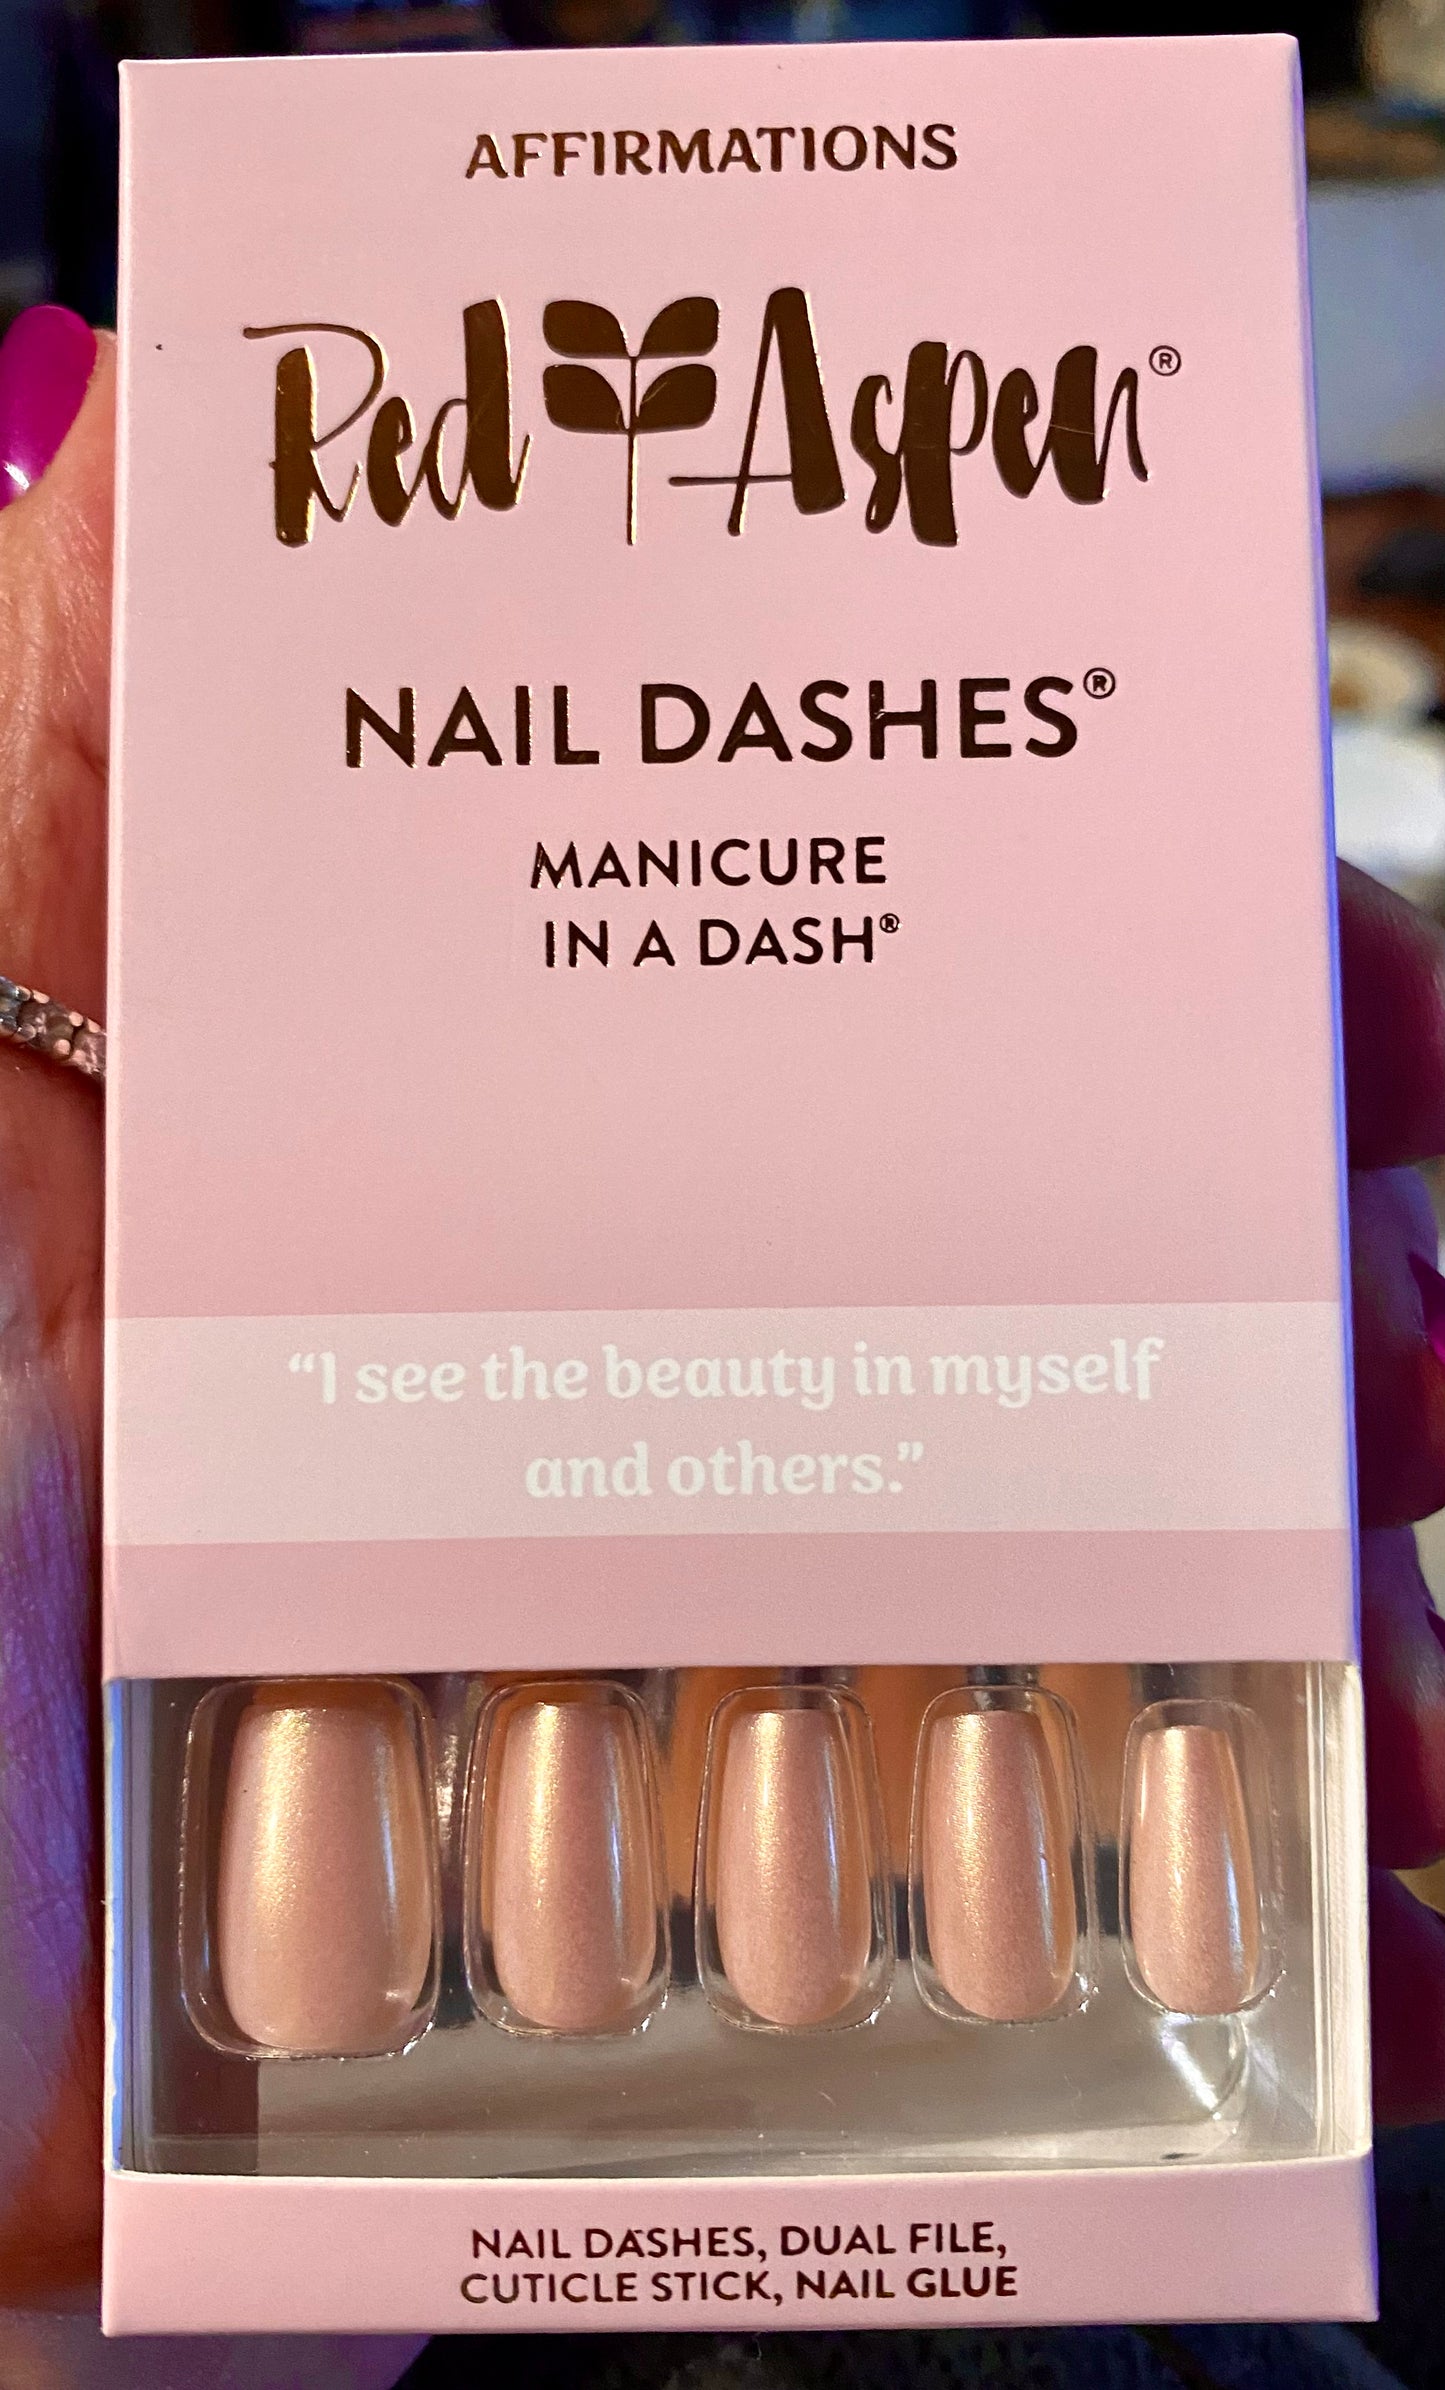 AFFIRMATIONS
Red Aspen®
NAIL DASHES®
MANICURE
IN A DASH®
“I see the beauty in myself
and others.”
NAIL DASHES, DUAL FILE,
CUTICLE STICK, NAIL GLUE